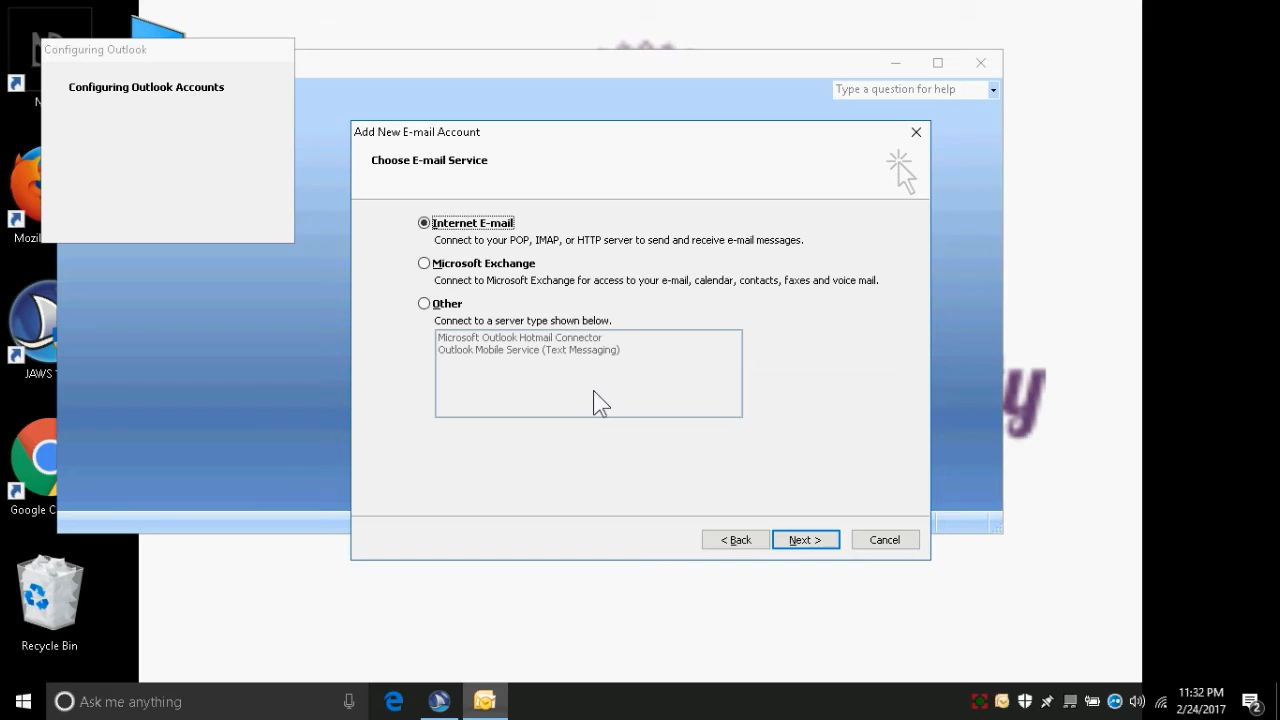 Configuring Outlook
Configuring Outlook Accounts
Type a question for help
Add New E-mail Account
Choose E-mail Service
Internet E-mail
Connect to your POP, IMAP, or HTTP server to send and receive e-mail messages.
Microsoft Exchange
Connect to Microsoft Exchange for access to your e-mail, calendar, contacts, faxes and voice mail.
Other
Connect to a server type shown below.
Microsoft Outlook Hotmail Connector
Outlook Mobile Service (Text Messaging)
< Back
Next >
Cancel
N
Mozil
JAWS
Google C
y
Recycle Bin
Ask me anything
11:32 PM
2/24/2017
2